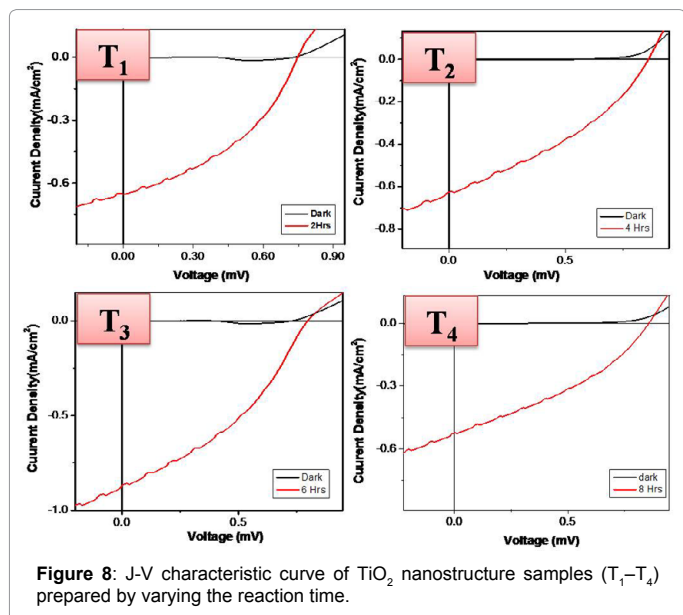 T₁
0.0
-0.3
-0.6
Cuurent Density(mA/cm²)
Dark
2Hrs
0.00 0.30 0.60 0.90
Voltage (mV)
T₂
0.0
-0.2
-0.4
-0.6
-0.8
Cuurent Density(mA/cm²)
Dark
4 Hrs
0.0 0.5
Voltage (mV)
T₃
0.0
-0.5
-1.0
Cuurent Density(mA/cm²)
Dark
6 Hrs
0.0 0.5
Voltage (mV)
T₄
0.0
-0.3
-0.6
Cuurent Density(mA/cm²)
dark
8 Hrs
0.0 0.5
Voltage (mV)
Figure 8: J-V characteristic curve of TiO₂ nanostructure samples (T₁–T₄)
prepared by varying the reaction time.